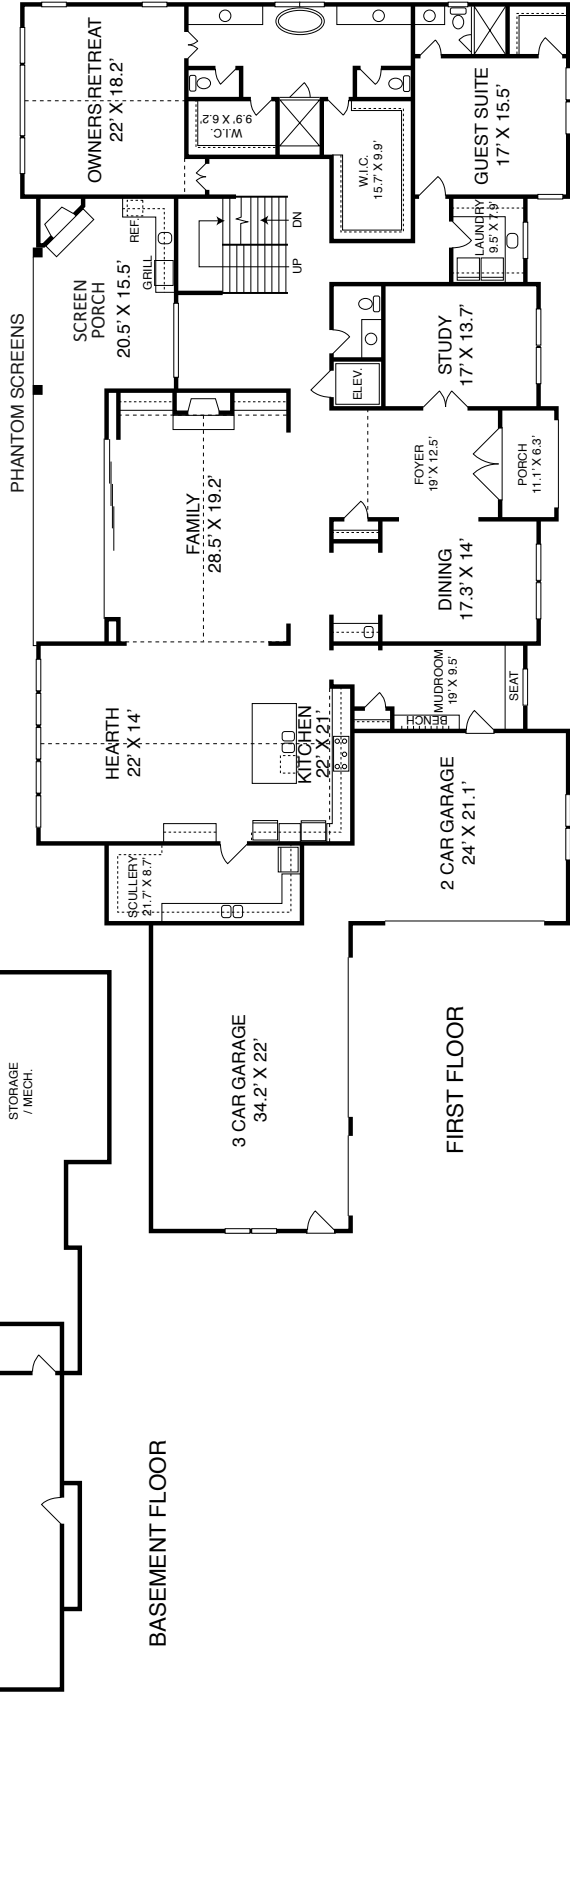 OWNERS RETREAT
22' X 18.2'
W.I.C.
9.9' X 6.2'
W.I.C.
15.7' X 9.9'
GUEST SUITE
17' X 15.5'
LAUNDRY
9.5' X 7.9'
REF.
GRILL
SCREEN
PORCH
20.5' X 15.5'
DN
UP
PHANTOM SCREENS
ELEV.
STUDY
17' X 13.7'
FAMILY
28.5' X 19.2'
FOYER
19' X 12.5'
PORCH
11.1' X 6.3'
DINING
17.3' X 14'
HEARTH
22' X 14'
KITCHEN
22' X 21'
MUDROOM
19' X 9.5'
SEAT
BENCH
SCULLERY
21.7' X 8.7'
2 CAR GARAGE
24' X 21.1'
3 CAR GARAGE
34.2' X 22'
FIRST FLOOR
STORAGE
/ MECH.
BASEMENT FLOOR